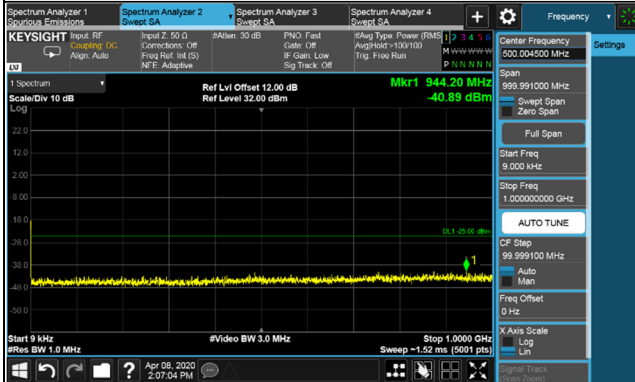 Spectrum Analyzer 1
Spurious Emissions
Spectrum Analyzer 2
Swept SA
Spectrum Analyzer 3
Swept SA
Spectrum Analyzer 4
Swept SA
Frequency
KEYSIGHT
Input: RF
Coupling: DC
Align: Auto
Input Z: 50 Ω
Corrections: Off
Freq Ref: Int (S)
NFE: Adaptive
#Atten: 30 dB
PNO: Fast
Gate: Off
IF Gain: Low
Sig Track: Off
#Avg Type: Power (RMS
Avg|Hold:>100/100
Trig: Free Run
1 2 3 4 5 6
M W W W W W
P N N N N N
LXI
1 Spectrum
Scale/Div 10 dB
Log
Ref Lvl Offset 12.00 dB
Ref Level 32.00 dBm
Mkr1 944.20 MHz
-40.89 dBm
22.0
12.0
2.00
-8.00
-18.0
-28.0
-38.0
-48.0
-58.0
DL1 -25.00 dBm
1
Start 9 kHz
#Res BW 1.0 MHz
#Video BW 3.0 MHz
Stop 1.0000 GHz
Sweep ~1.52 ms (5001 pts)
Apr 08, 2020
2:07:04 PM
Center Frequency
500.004500 MHz
Settings
Span
999.991000 MHz
Swept Span
Zero Span
Full Span
Start Freq
9.000 kHz
Stop Freq
1.000000000 GHz
AUTO TUNE
CF Step
99.999100 MHz
Auto
Man
Freq Offset
0 Hz
X Axis Scale
Log
Lin
Signal Track
(Span Zoom)